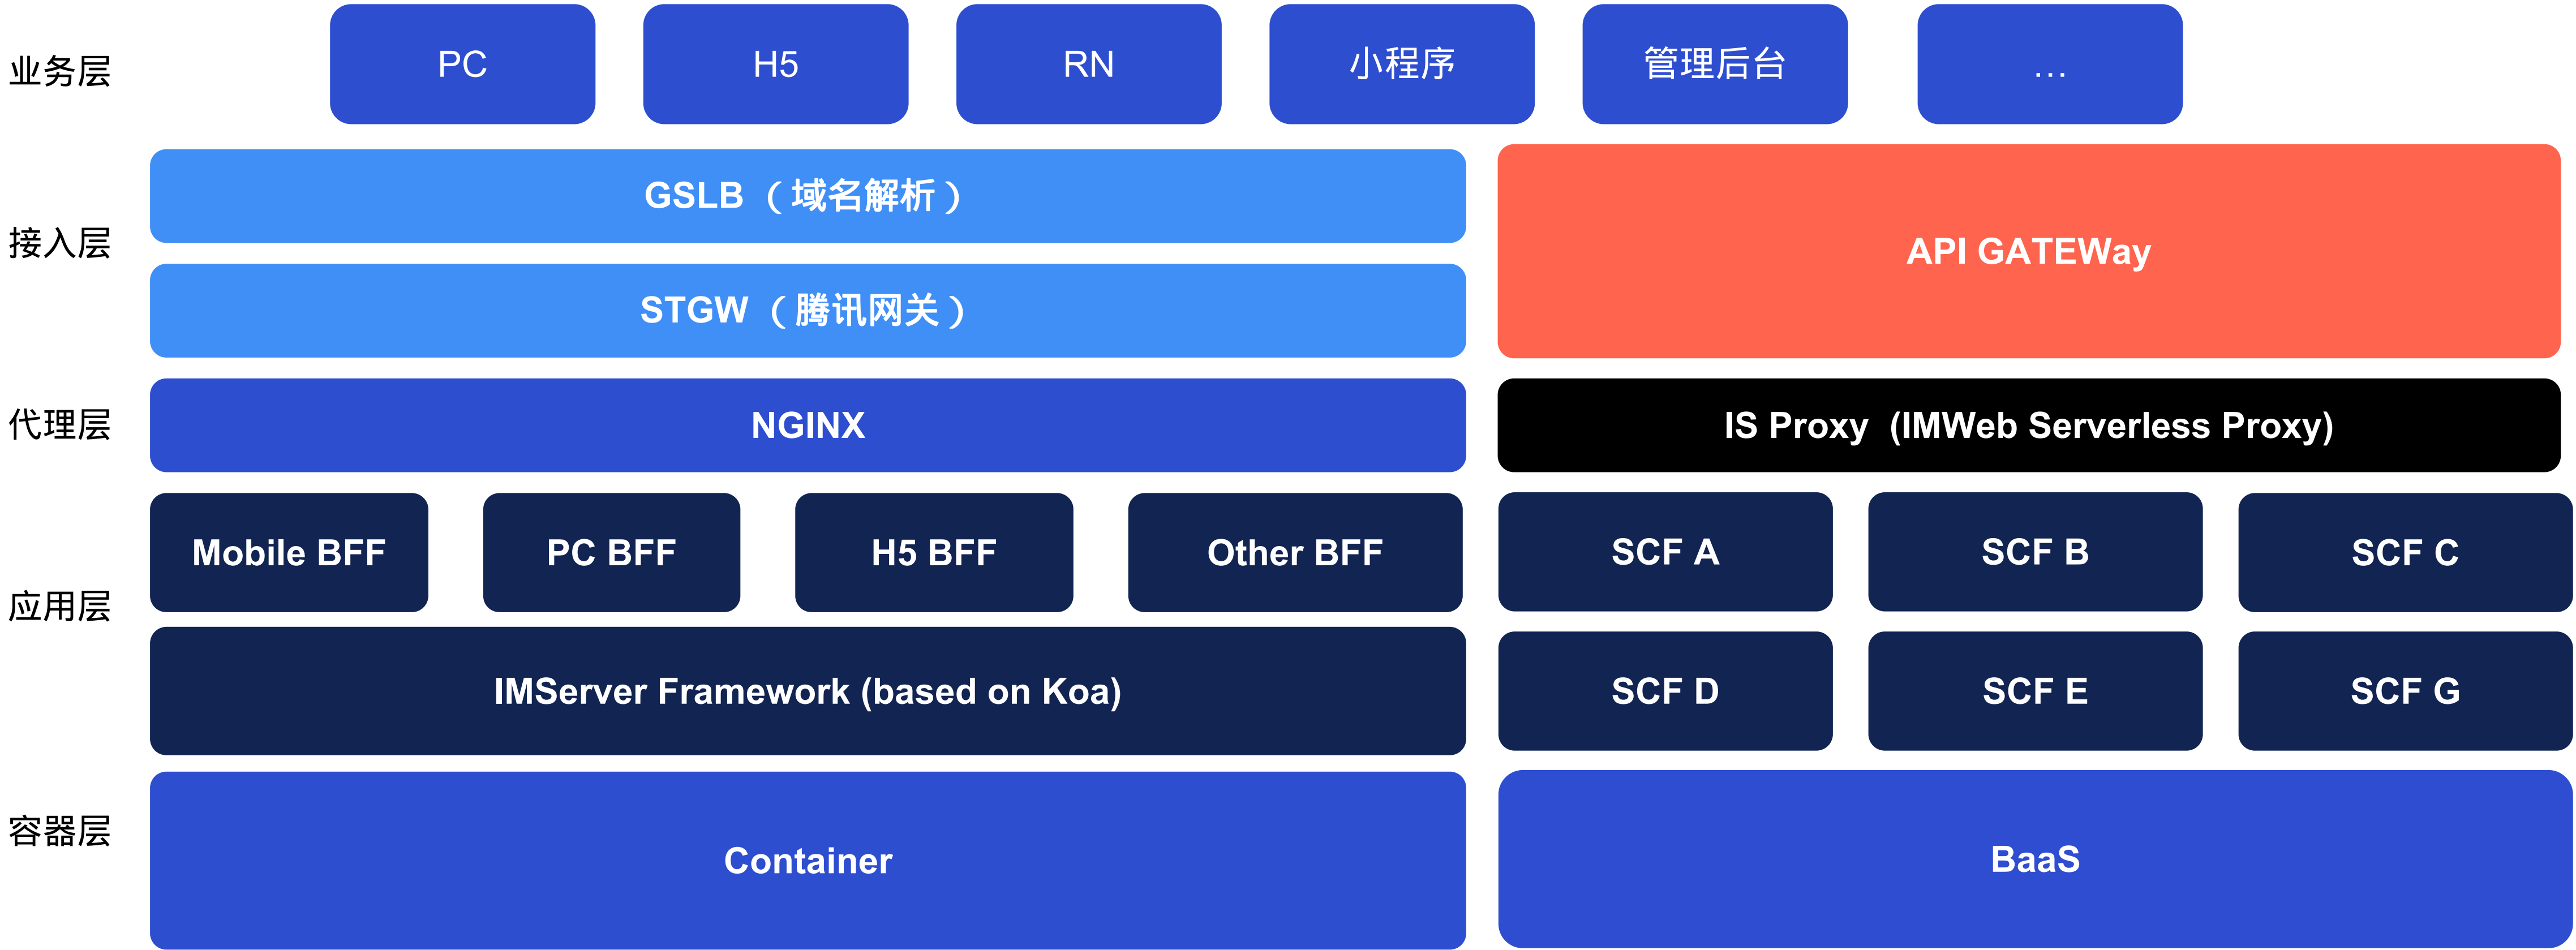 业务层
PC
H5
RN
小程序
管理后台
...
接入层
GSLB （域名解析）
STGW （腾讯网关）
API GATEWay
代理层
NGINX
IS Proxy (IMWeb Serverless Proxy)
应用层
Mobile BFF
PC BFF
H5 BFF
Other BFF
SCF A
SCF B
SCF C
IMServer Framework (based on Koa)
SCF D
SCF E
SCF G
容器层
Container
BaaS